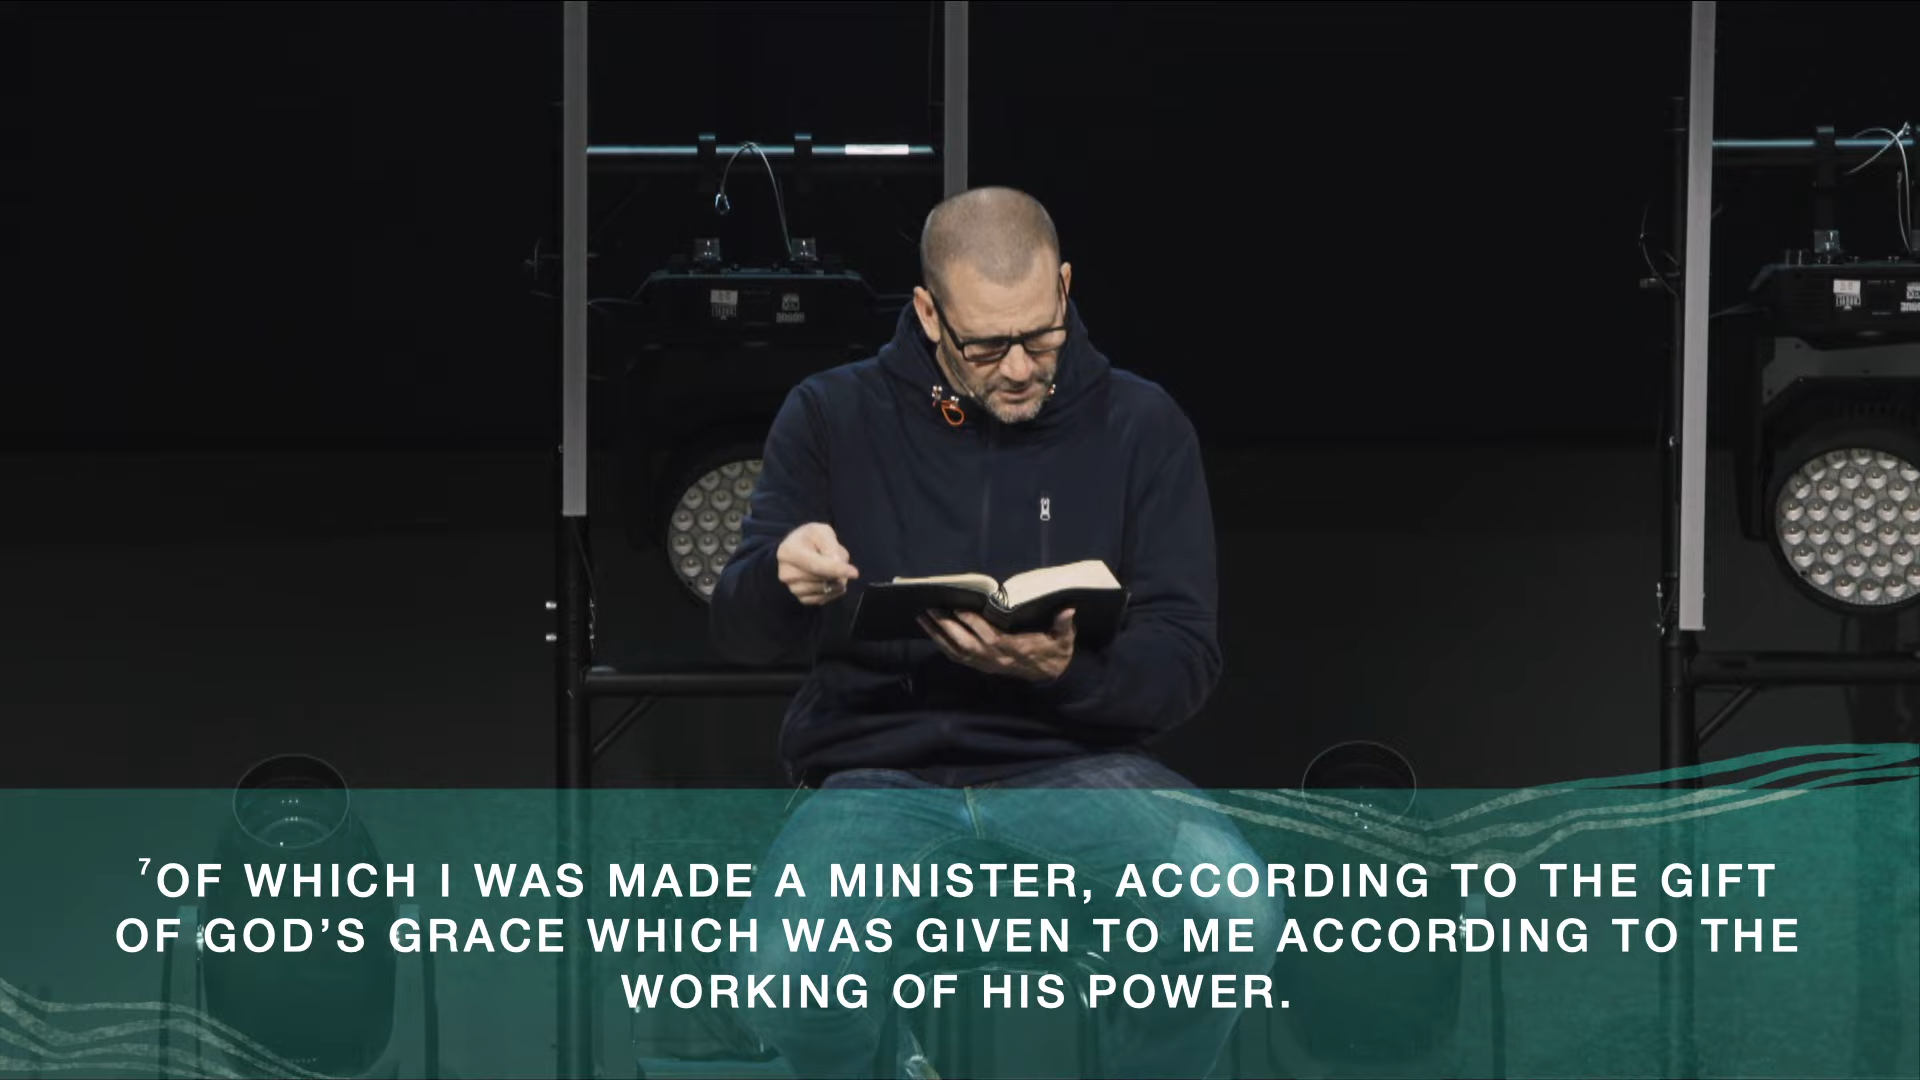 ⁷OF WHICH I WAS MADE A MINISTER, ACCORDING TO THE GIFT
OF GOD’S GRACE WHICH WAS GIVEN TO ME ACCORDING TO THE
WORKING OF HIS POWER.